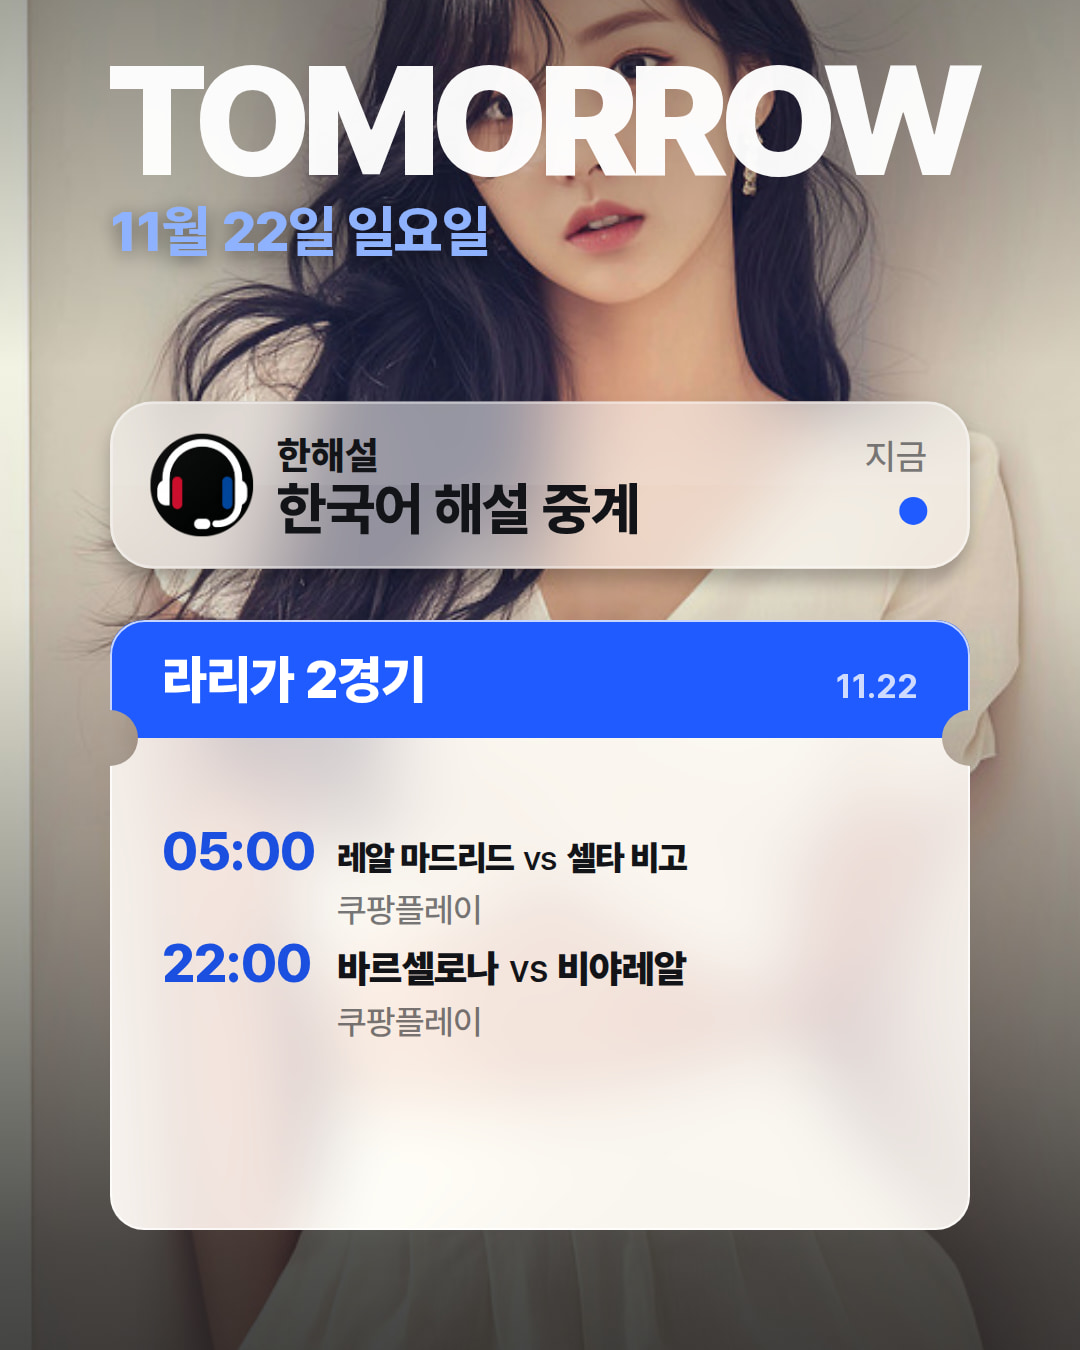 TOMORROW
11월 22일 일요일
한해설
지금
한국어 해설 중계
라리가 2경기
11.22
05:00 레알 마드리드 vs 셀타 비고
쿠팡플레이
22:00 바르셀로나 vs 비야레알
쿠팡플레이